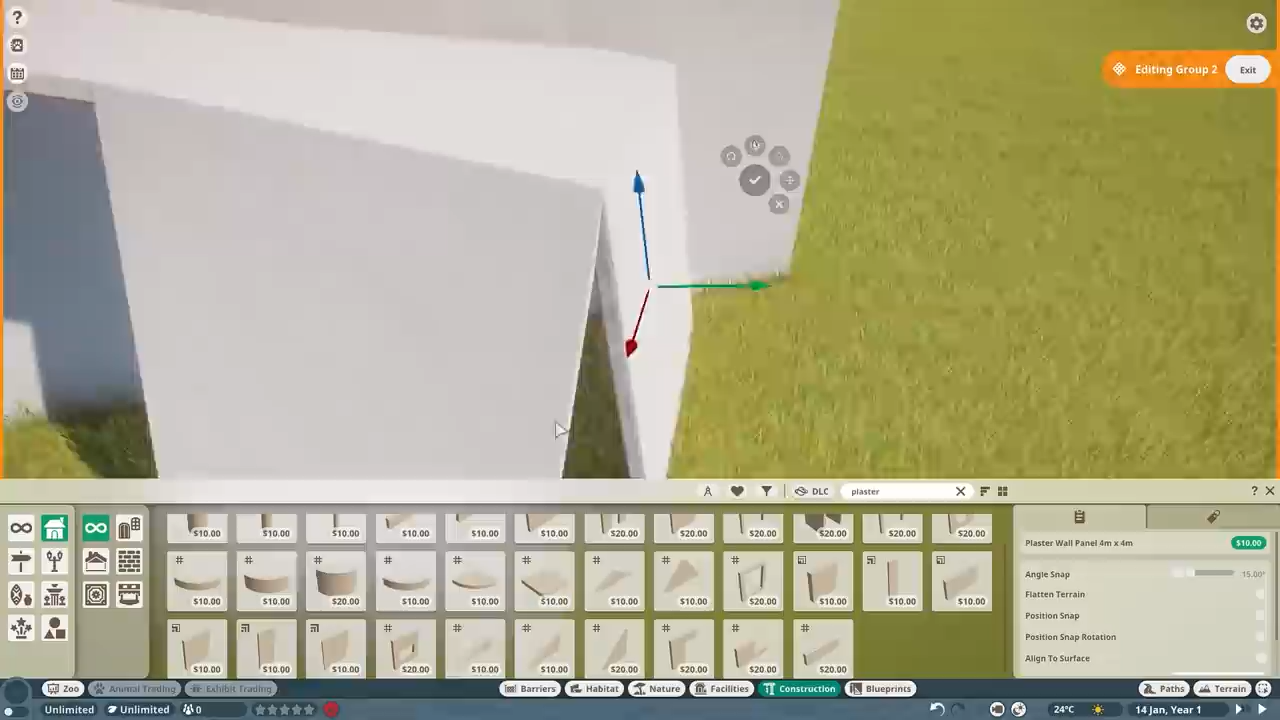 ?
Editing Group 2 Exit
A DLC plaster ?
$10.00 $10.00 $10.00 $10.00 $10.00 $10.00 $20.00 $20.00 $20.00 $20.00 $20.00 $20.00
$10.00 $10.00 $20.00 $10.00 $10.00 $10.00 $10.00 $10.00 $20.00 $10.00 $10.00 $10.00
$10.00 $10.00 $10.00 $20.00 $10.00 $10.00 $20.00 $20.00 $20.00 $20.00
Plaster Wall Panel 4m x 4m $10.00
Angle Snap 15.00°
Flatten Terrain
Position Snap
Position Snap Rotation
Align To Surface
Zoo Animal Trading Exhibit Trading Barriers Habitat Nature Facilities Construction Blueprints Paths Terrain
Unlimited Unlimited 0 24°C 14 Jan, Year 1